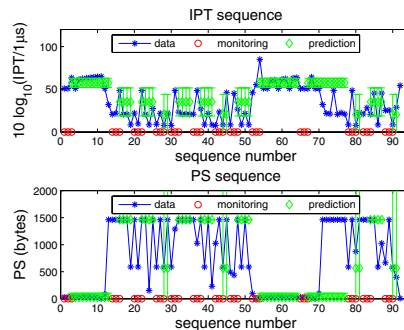 IPT sequence
data
monitoring
prediction
100
50
0
10 log10(IPT/1μs)
0 10 20 30 40 50 60 70 80 90
sequence number
PS sequence
data
monitoring
prediction
2000
1500
1000
500
0
PS (bytes)
0 10 20 30 40 50 60 70 80 90
sequence number